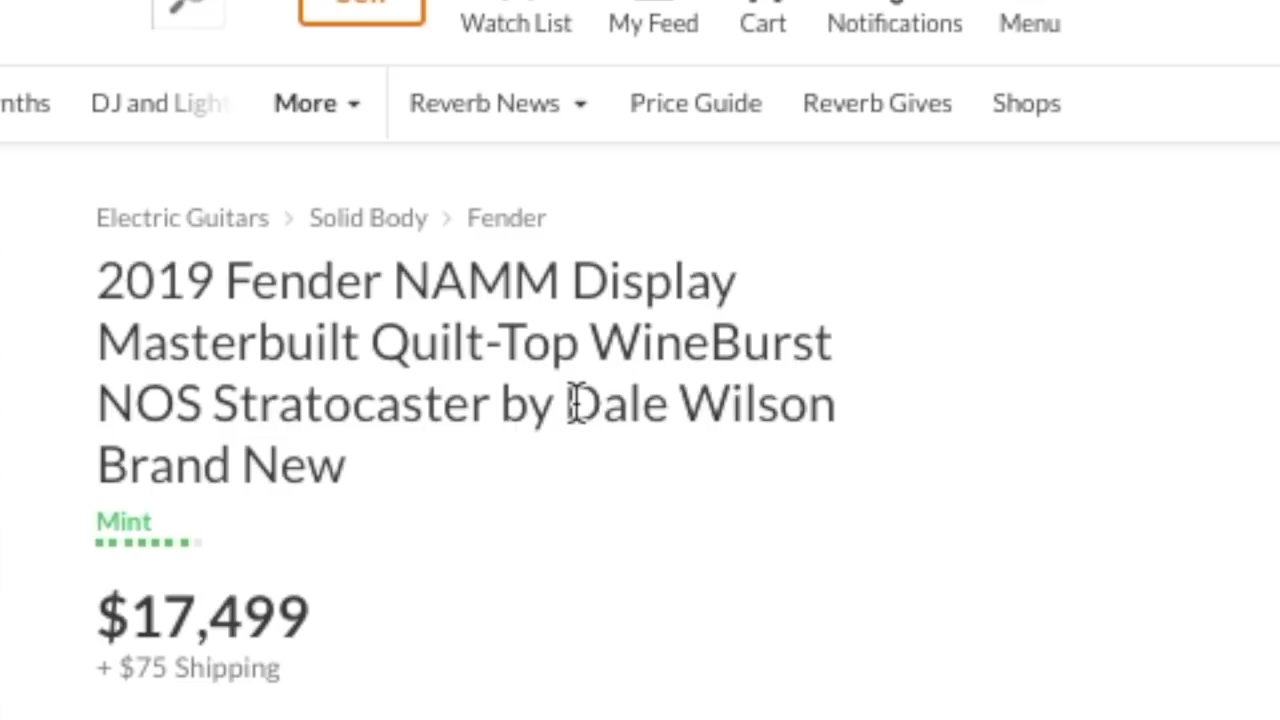 Watch List My Feed Cart Notifications Menu
DJ and Light More Reverb News Price Guide Reverb Gives Shops
Electric Guitars > Solid Body > Fender
2019 Fender NAMM Display
Masterbuilt Quilt-Top WineBurst
NOS Stratocaster by Dale Wilson
Brand New
Mint
$17,499
+ $75 Shipping